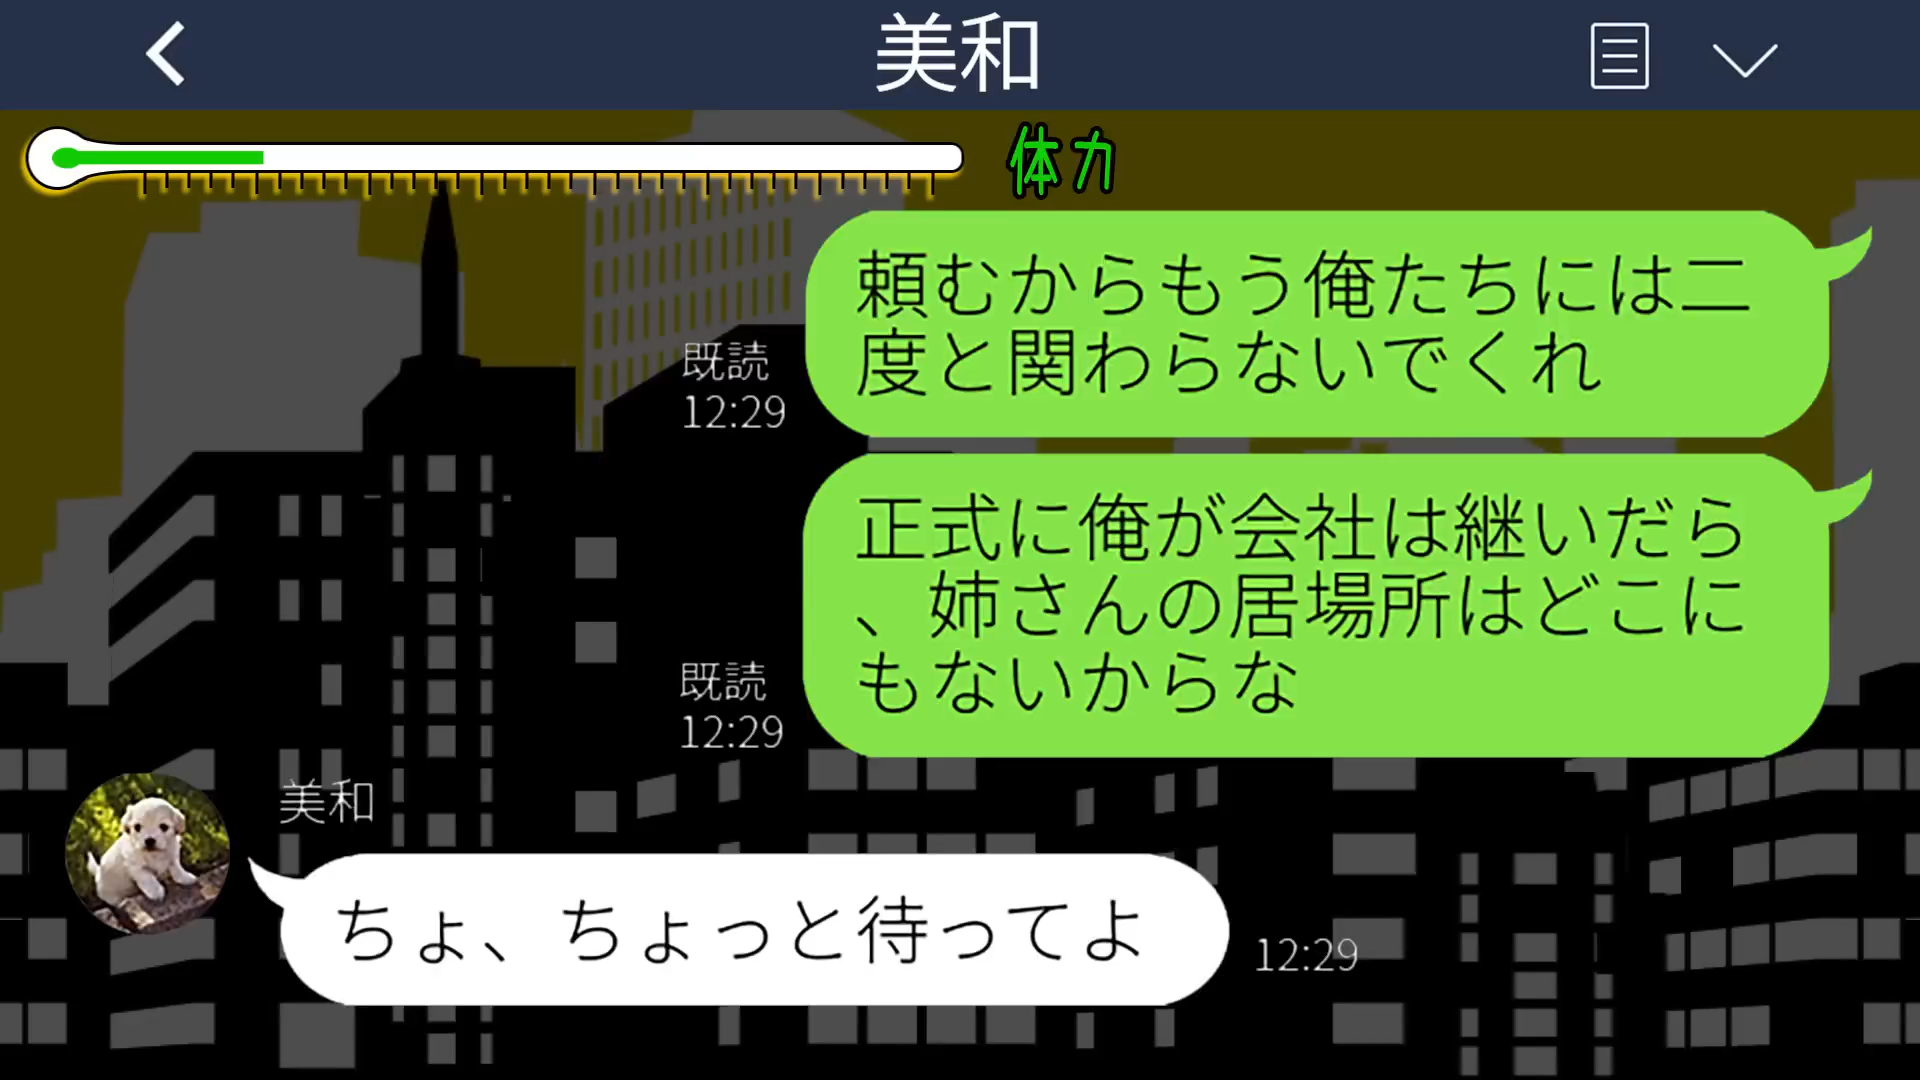 美和
体力
頼むからもう俺たちには二
度と関わらないでくれ
既読
12:29
正式に俺が会社は継いだら
、姉さんの居場所はどこに
もないからな
既読
12:29
美和
ちょ、ちょっと待ってよ
12:29